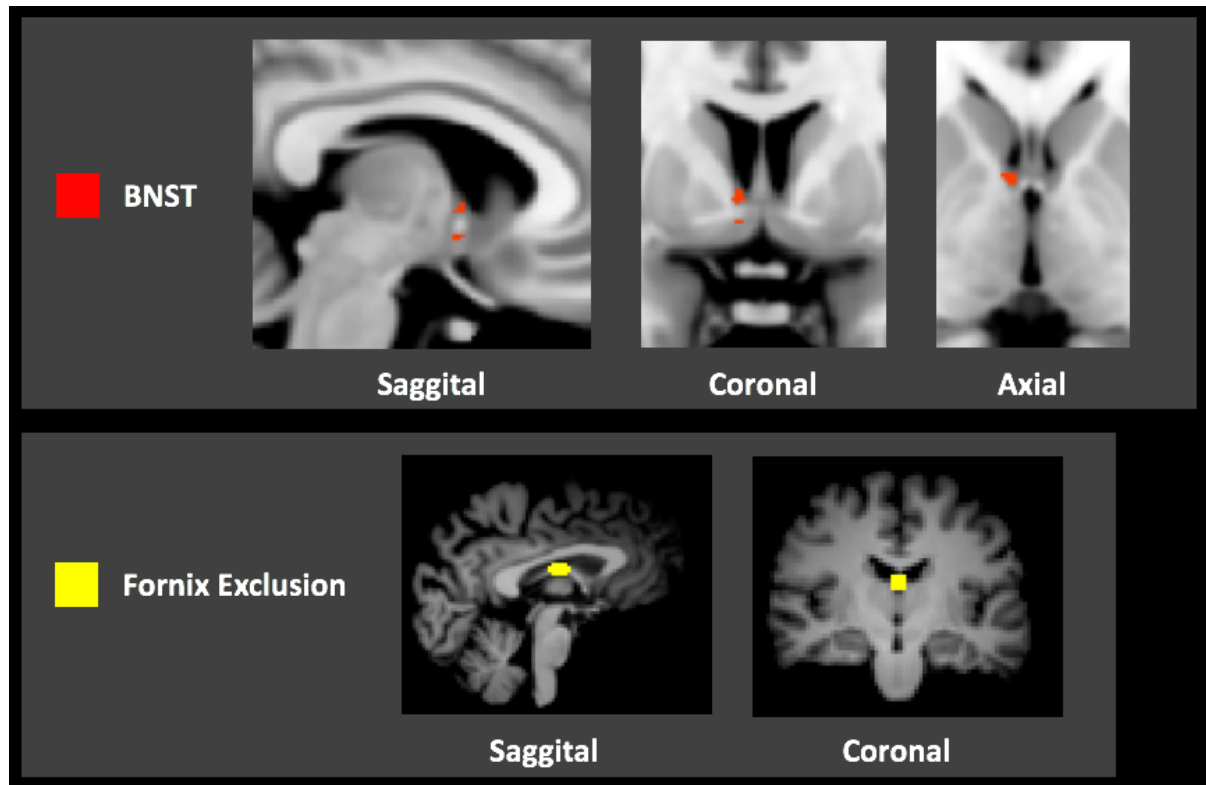 BNST
Saggital
Coronal
Axial
Fornix Exclusion
Saggital
Coronal